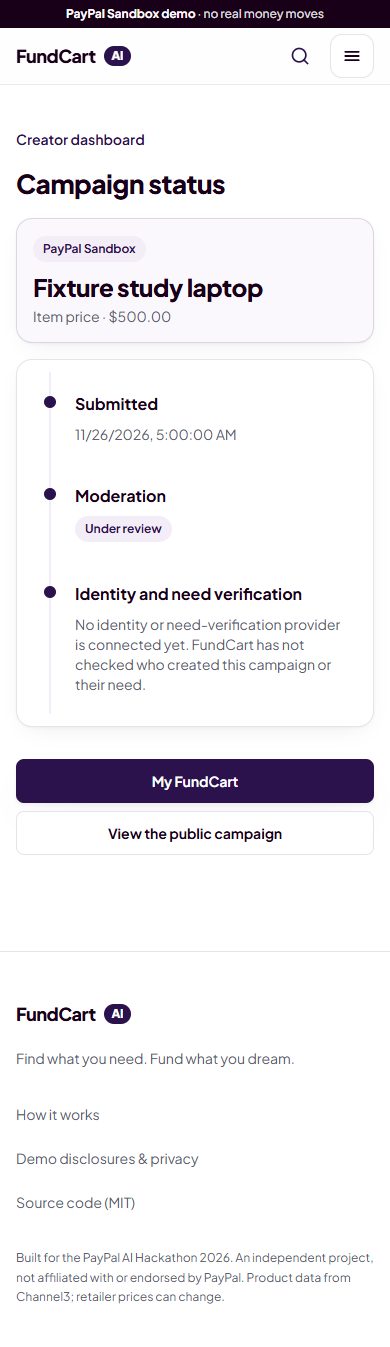 PayPal Sandbox demo · no real money moves
FundCart AI
Creator dashboard
Campaign status
PayPal Sandbox
Fixture study laptop
Item price · $500.00
Submitted
11/26/2026, 5:00:00 AM
Moderation
Under review
Identity and need verification
No identity or need-verification provider
is connected yet. FundCart has not
checked who created this campaign or
their need.
My FundCart
View the public campaign
FundCart AI
Find what you need. Fund what you dream.
How it works
Demo disclosures & privacy
Source code (MIT)
Built for the PayPal AI Hackathon 2026. An independent project,
not affiliated with or endorsed by PayPal. Product data from
Channel3; retailer prices can change.